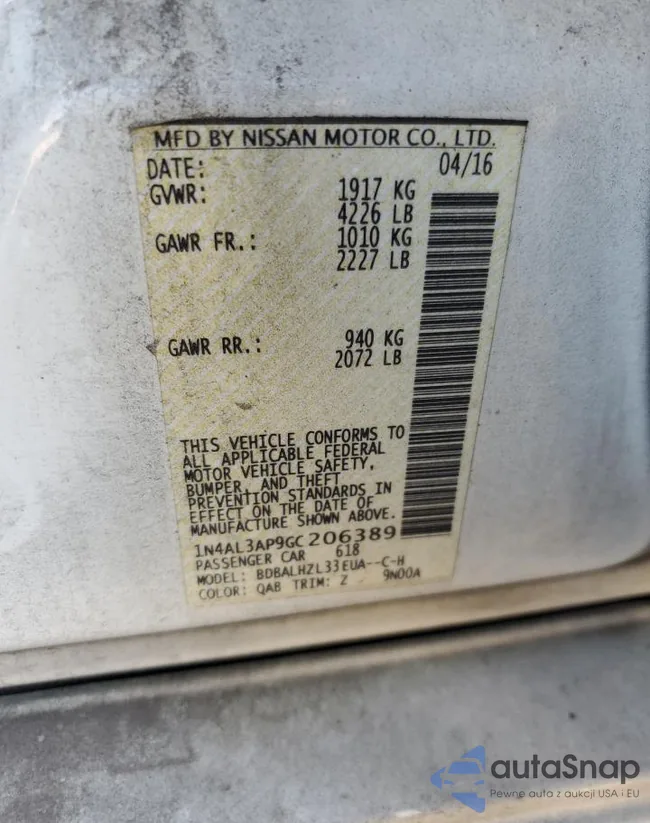 MFD BY NISSAN MOTOR CO., LTD.
DATE: 04/16
GVWR: 1917 KG
4226 LB
GAWR FR.: 1010 KG
2227 LB
GAWR RR.: 940 KG
2072 LB
THIS VEHICLE CONFORMS TO
ALL APPLICABLE FEDERAL
MOTOR VEHICLE SAFETY,
BUMPER, AND THEFT
PREVENTION STANDARDS IN
EFFECT ON THE DATE OF
MANUFACTURE SHOWN ABOVE.
1N4AL3AP9GC206389
PASSENGER CAR 618
MODEL: BDBALHZL33EUA--C-H
COLOR: QAB TRIM: Z 9N00A
autaSnap
Pewne auta z aukcji USA i EU